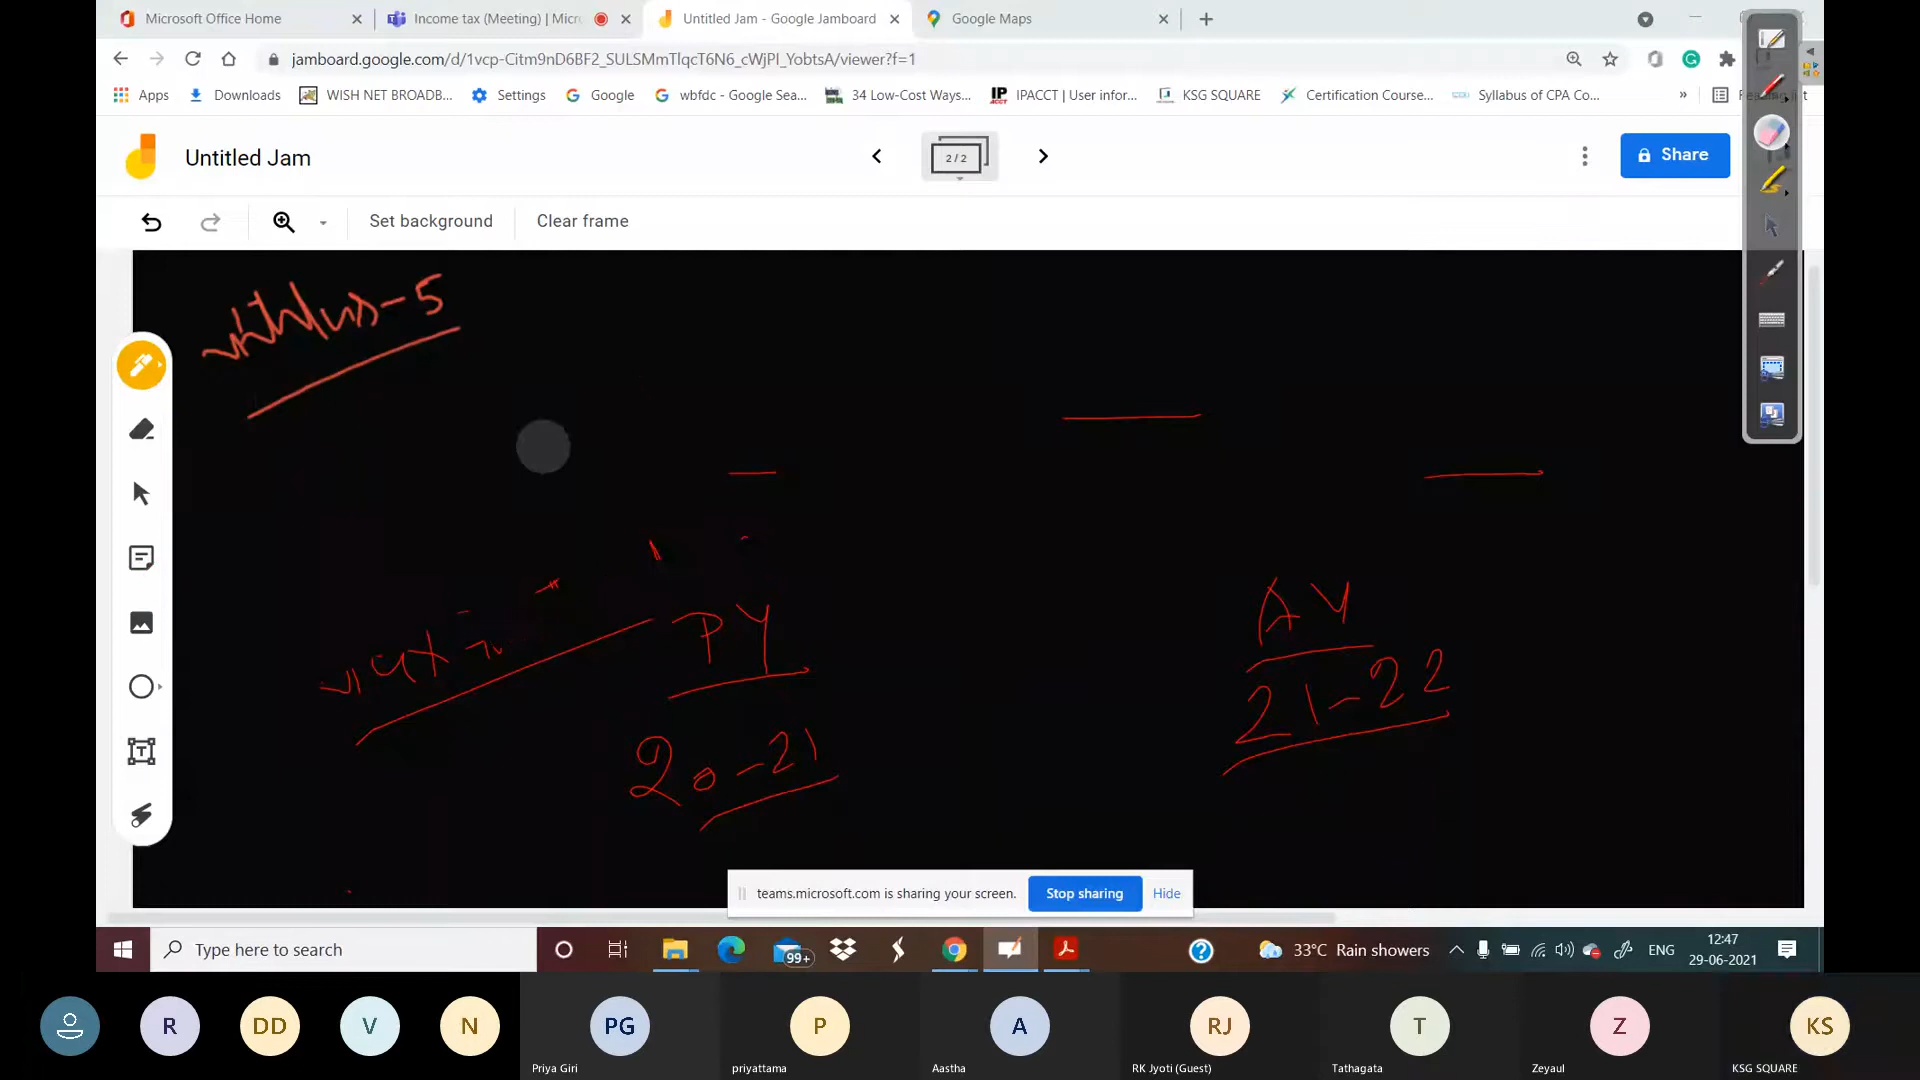 Microsoft Office Home
Income tax (Meeting) | Micr
Untitled Jam - Google Jamboard
Google Maps
jamboard.google.com/d/1vcp-Citm9nD6BF2_SULSMmTlqcT6N6_cWjPI_YobtsA/viewer?f=1
Apps
Downloads
WISH NET BROADB...
Settings
Google
wbfdc - Google Sea...
34 Low-Cost Ways...
IPACCT | User infor...
KSG SQUARE
Certification Course...
Syllabus of CPA Co...
»
Untitled Jam
2 / 2
Share
Set background
Clear frame
- 5
PY
20-21
AY
21-22
teams.microsoft.com is sharing your screen.
Stop sharing
Hide
Type here to search
99+
33°C Rain showers
ENG
12:47
29-06-2021
R
DD
V
N
PG
P
A
RJ
T
Z
KS
Priya Giri
priyattama
Aastha
RK Jyoti (Guest)
Tathagata
Zeyaul
KSG SQUARE